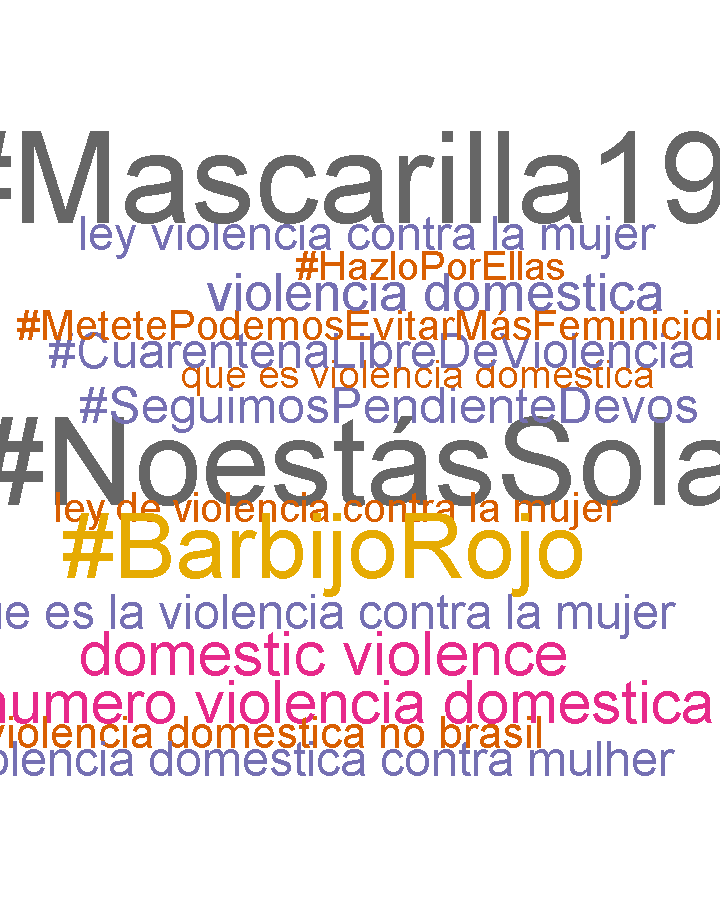 #Mascarilla19
ley violencia contra la mujer
#HazloPorEllas
violencia domestica
#MetetePodemosEvitarMásFeminicidi
#CuarentenaLibreDeViolencia
que es violencia domestica
#SeguimosPendienteDevos
#NoestásSola
ley de violencia contra la mujer
#BarbijoRojo
ue es la violencia contra la mujer
domestic violence
numero violencia domestica
violencia domestica no brasil
olencia domestica contra mulher